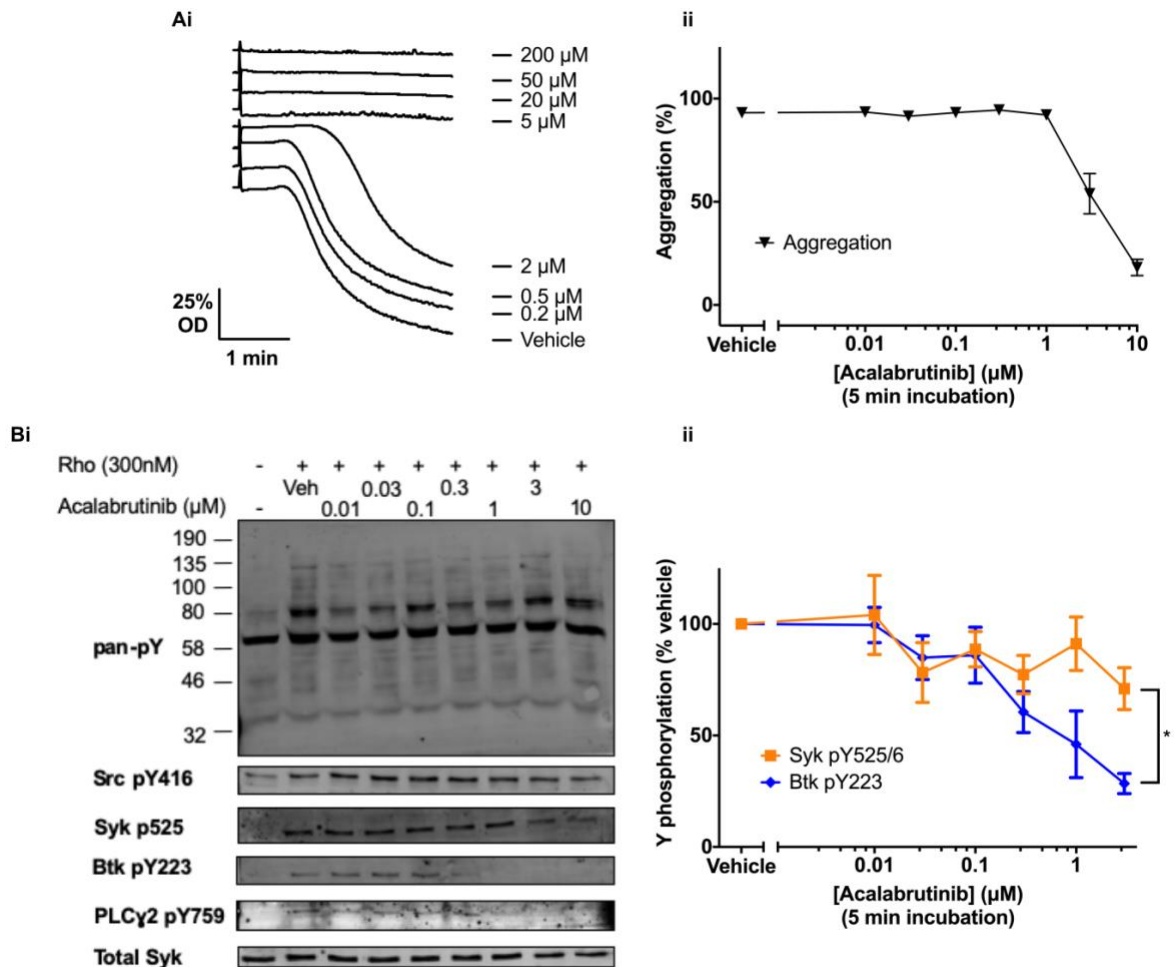 Ai
200 µM
50 µM
20 µM
5 µM
2 µM
0.5 µM
0.2 µM
Vehicle
25%
OD
1 min
ii
Aggregation (%)
100
50
0
Aggregation
Vehicle 0.01 0.1 1 10
[Acalabrutinib] (µM)
(5 min incubation)
Bi
Rho (300nM) - + + + + + + + +
Acalabrutinib (µM) - Veh 0.01 0.03 0.1 0.3 1 3 10
190
135
100
80
58
46
32
pan-pY
Src pY416
Syk p525
Btk pY223
PLCɣ2 pY759
Total Syk
ii
Y phosphorylation (% vehicle)
100
50
0
Syk pY525/6
Btk pY223
*
Vehicle 0.01 0.1 1
[Acalabrutinib] (µM)
(5 min incubation)